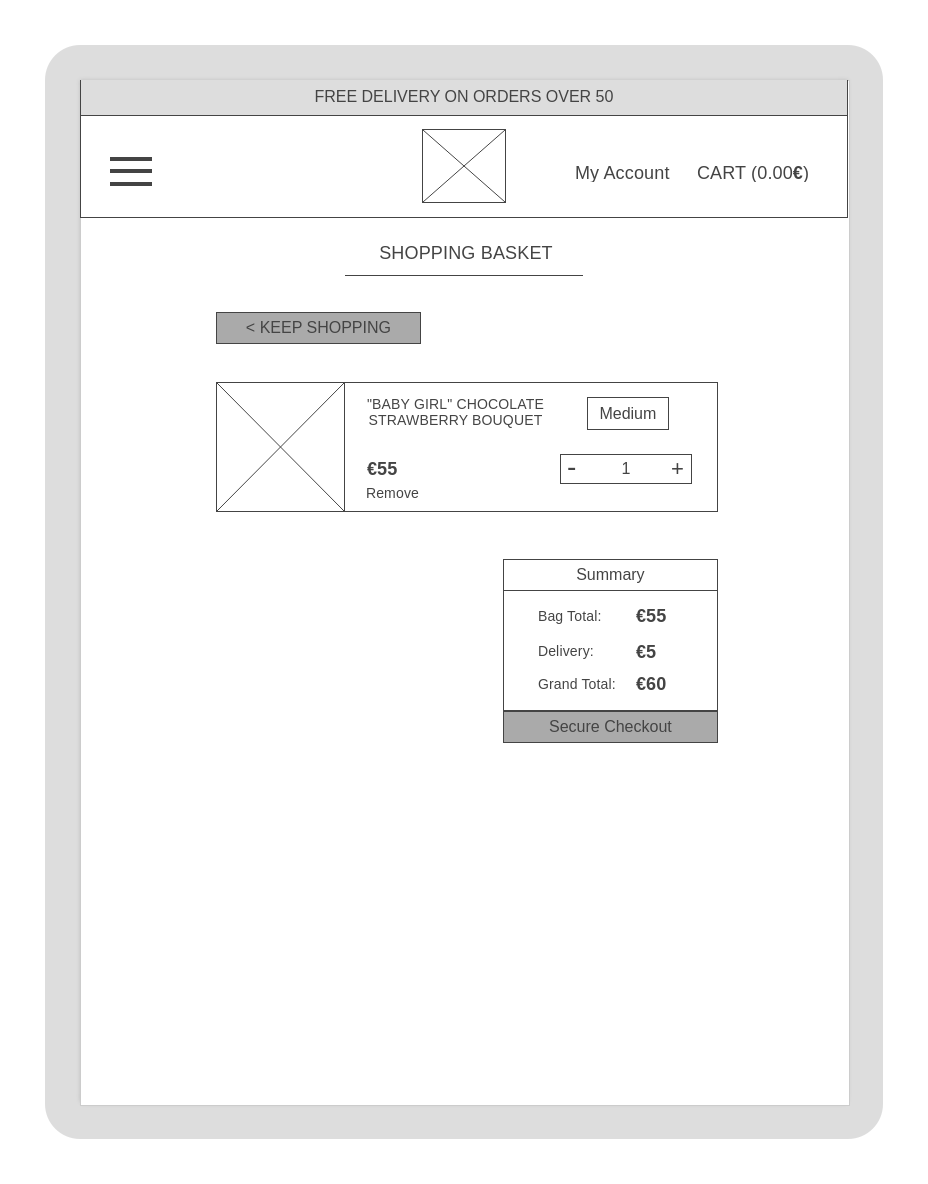 FREE DELIVERY ON ORDERS OVER 50
My Account CART (0.00€)
SHOPPING BASKET
< KEEP SHOPPING
"BABY GIRL" CHOCOLATE
STRAWBERRY BOUQUET
Medium
€55
- 1 +
Remove
Summary
Bag Total: €55
Delivery: €5
Grand Total: €60
Secure Checkout